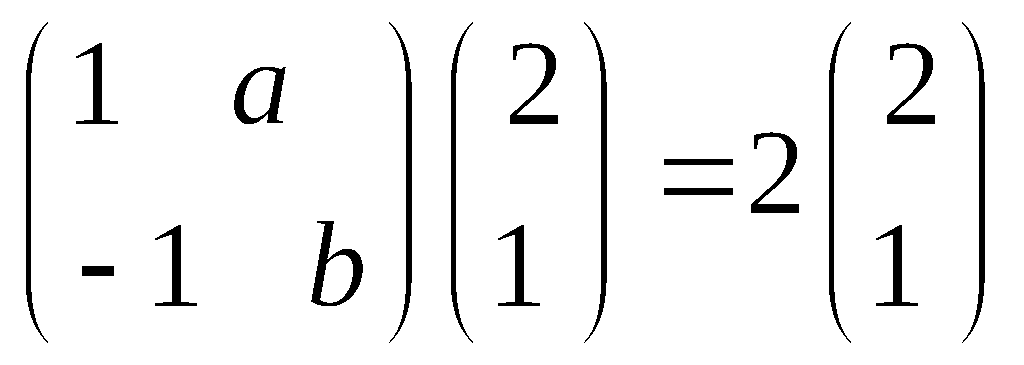 ( 1 a ) ( 2 ) = 2 ( 2 )
( - 1 b ) ( 1 ) ( 1 )